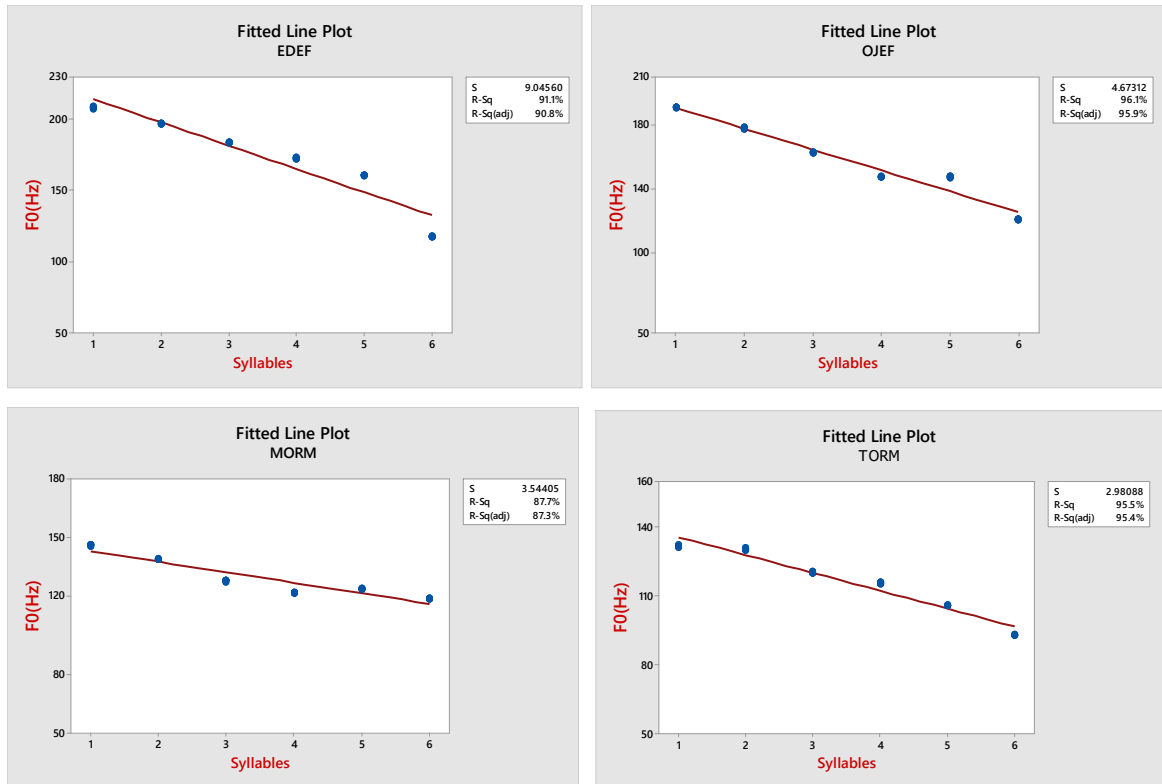 Fitted Line Plot
EDEF
230
200
150
100
50
F0(Hz)
1 2 3 4 5 6
Syllables
S 9.04560
R-Sq 91.1%
R-Sq(adj) 90.8%
Fitted Line Plot
OJEF
210
180
140
100
50
F0(Hz)
1 2 3 4 5 6
Syllables
S 4.67312
R-Sq 96.1%
R-Sq(adj) 95.9%
Fitted Line Plot
MORM
180
150
120
80
50
F0(Hz)
1 2 3 4 5 6
Syllables
S 3.54405
R-Sq 87.7%
R-Sq(adj) 87.3%
Fitted Line Plot
TORM
160
140
110
80
50
F0(Hz)
1 2 3 4 5 6
Syllables
S 2.98088
R-Sq 95.5%
R-Sq(adj) 95.4%